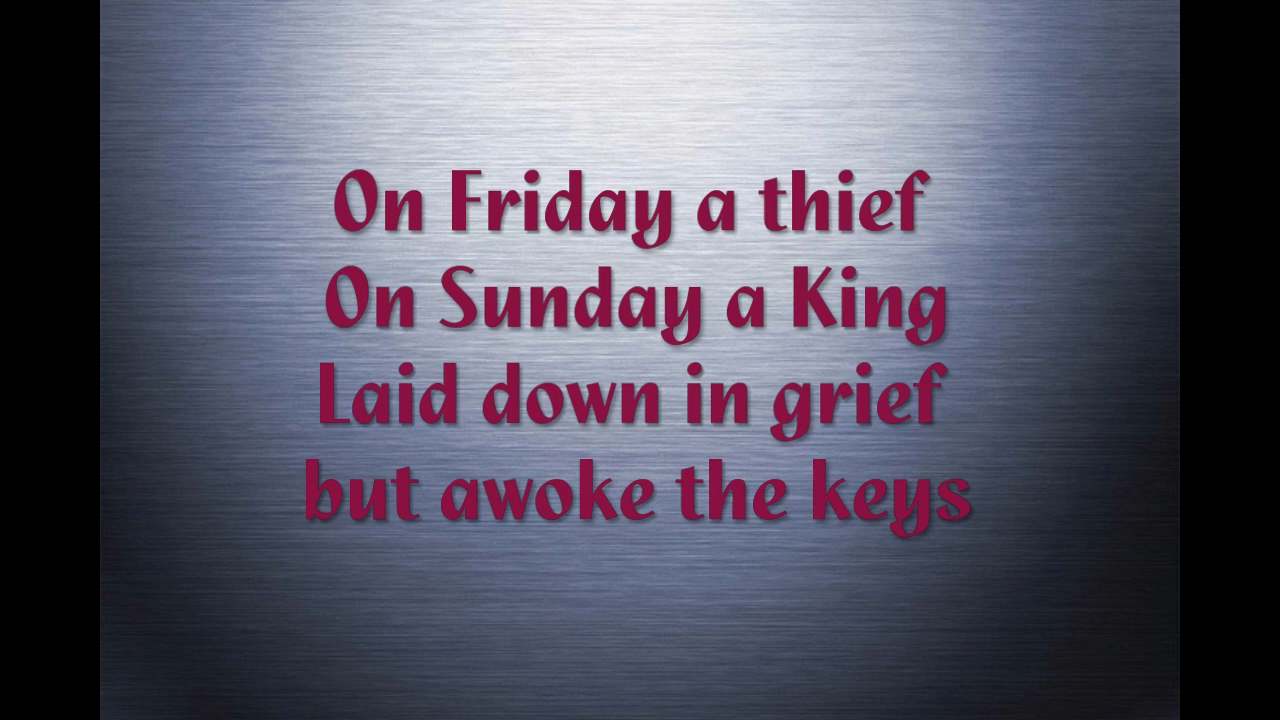 On Friday a thief
On Sunday a King
Laid down in grief
but awoke the keys